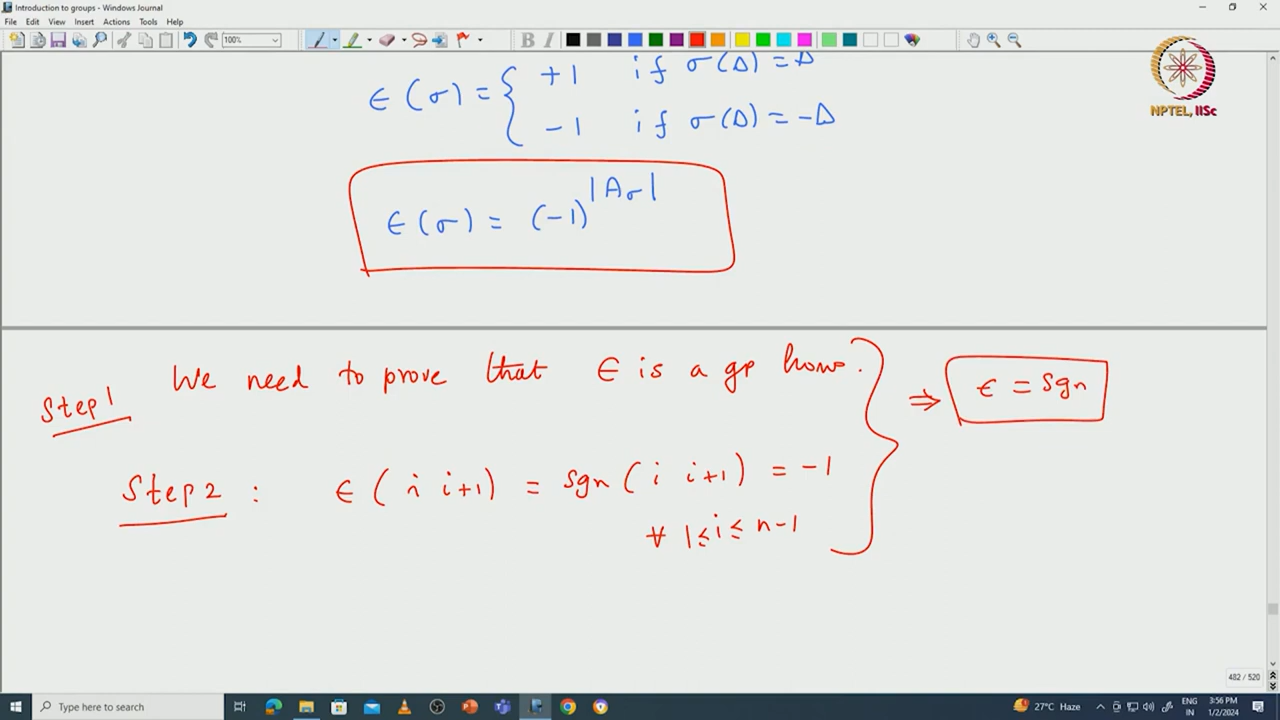 Introduction to groups - Windows Journal
File Edit View Insert Actions Tools Help
100%
B I
∈ (σ) = { +1 if σ(Δ) = Δ
-1 if σ(Δ) = -Δ
∈ (σ) = (-1)^|Aσ|
NPTEL, IISc
Step 1 We need to prove that ∈ is a gp homo. } ⇒ ∈ = sgn
Step 2 : ∈ ( i i+1) = sgn ( i i+1) = -1
∀ 1 ≤ i ≤ n-1
482 / 520
Type here to search
27°C Haze
ENG
IN
3:56 PM
1/2/2024